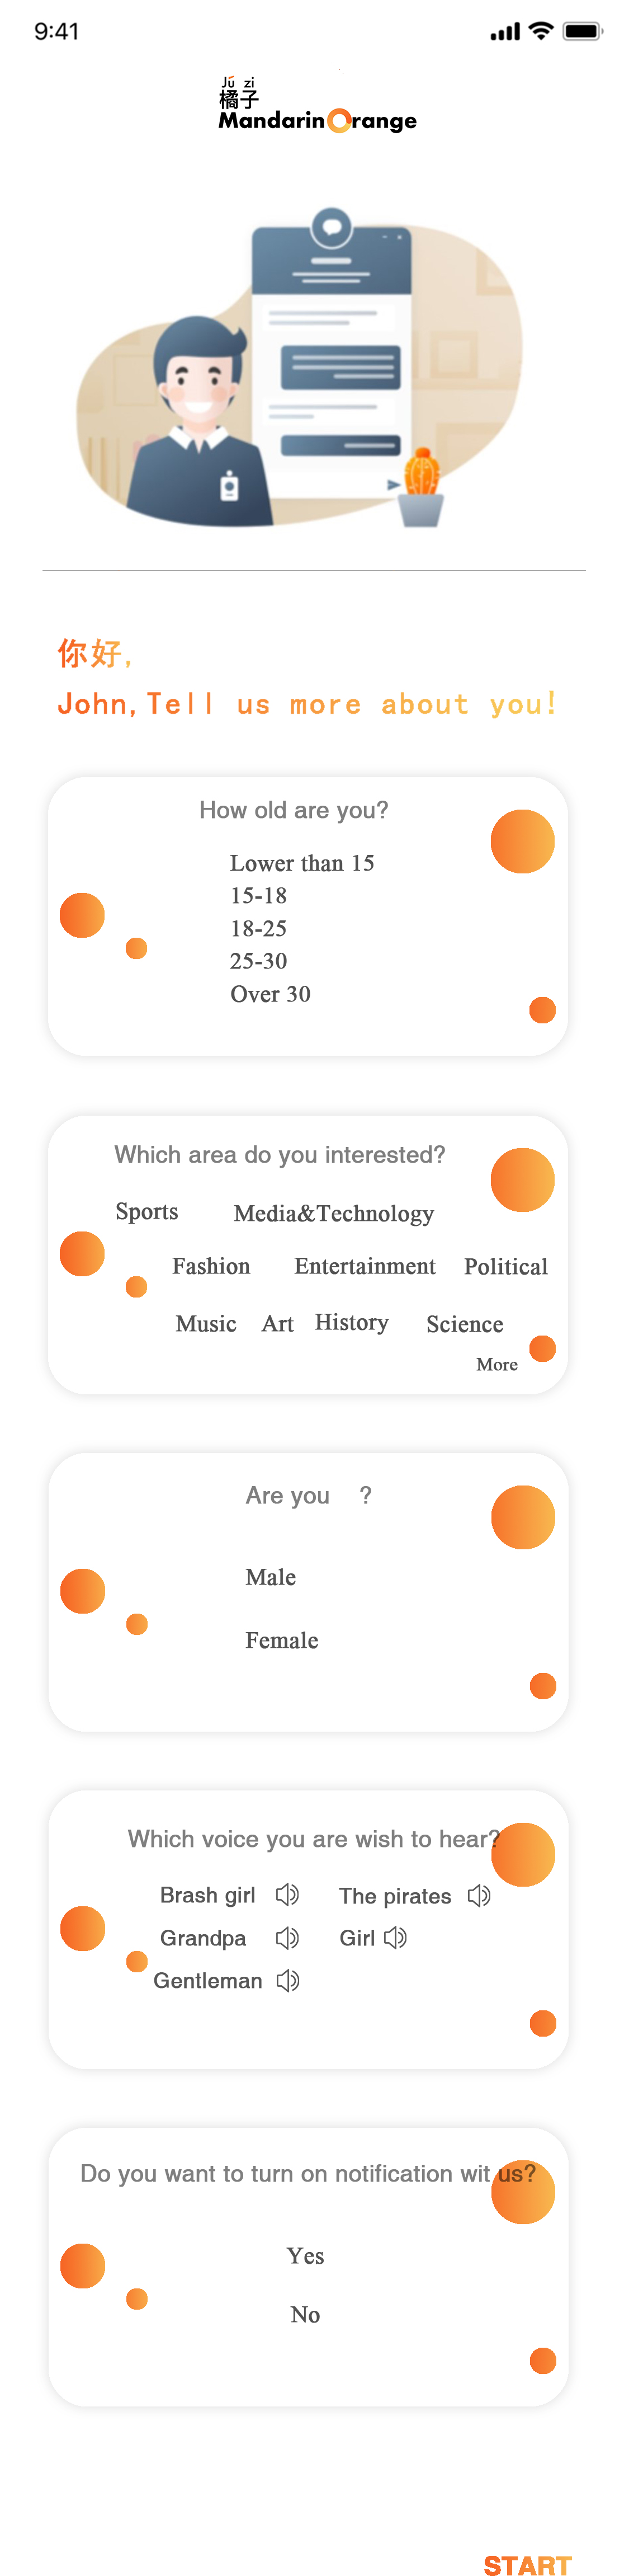 9:41
Jú zi
橘子
Mandarin Orange
你好,
John,Tell us more about you!
How old are you?
Lower than 15
15-18
18-25
25-30
Over 30
Which area do you interested?
Sports Media&Technology
Fashion Entertainment Political
Music Art History Science
More
Are you ?
Male
Female
Which voice you are wish to hear?
Brash girl The pirates
Grandpa Girl
Gentleman
Do you want to turn on notification wit us?
Yes
No
START